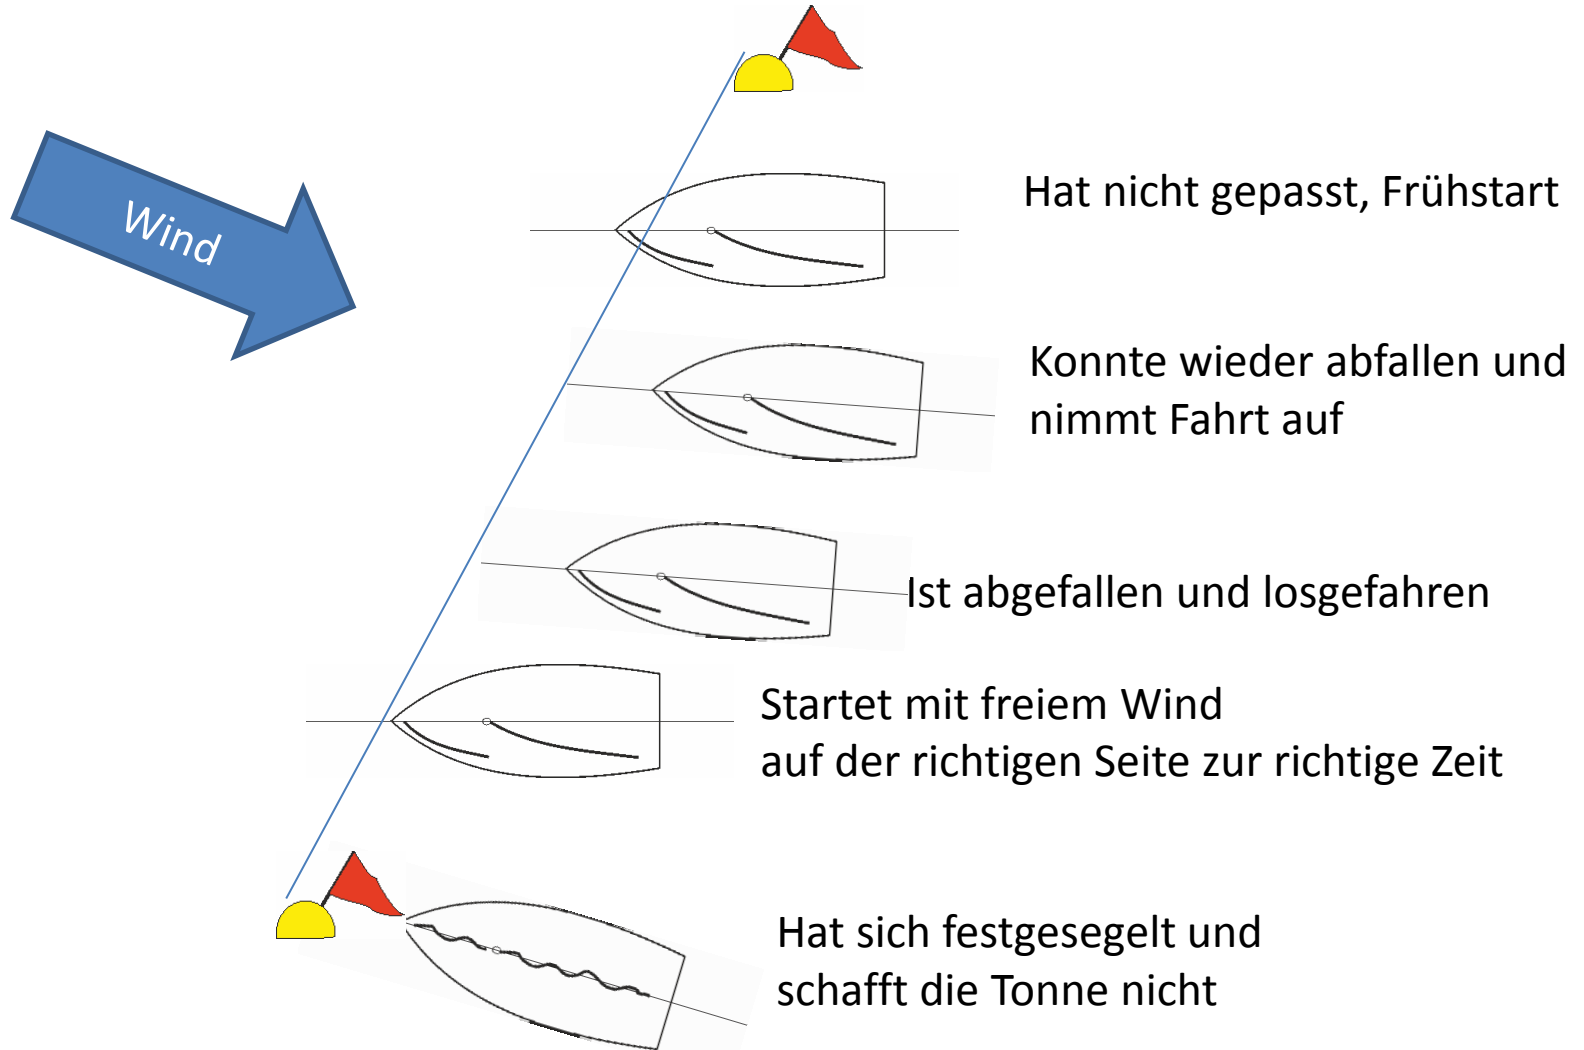 Wind
Hat nicht gepasst, Frühstart
Konnte wieder abfallen und
nimmt Fahrt auf
Ist abgefallen und losgefahren
Startet mit freiem Wind
auf der richtigen Seite zur richtige Zeit
Hat sich festgesegelt und
schafft die Tonne nicht